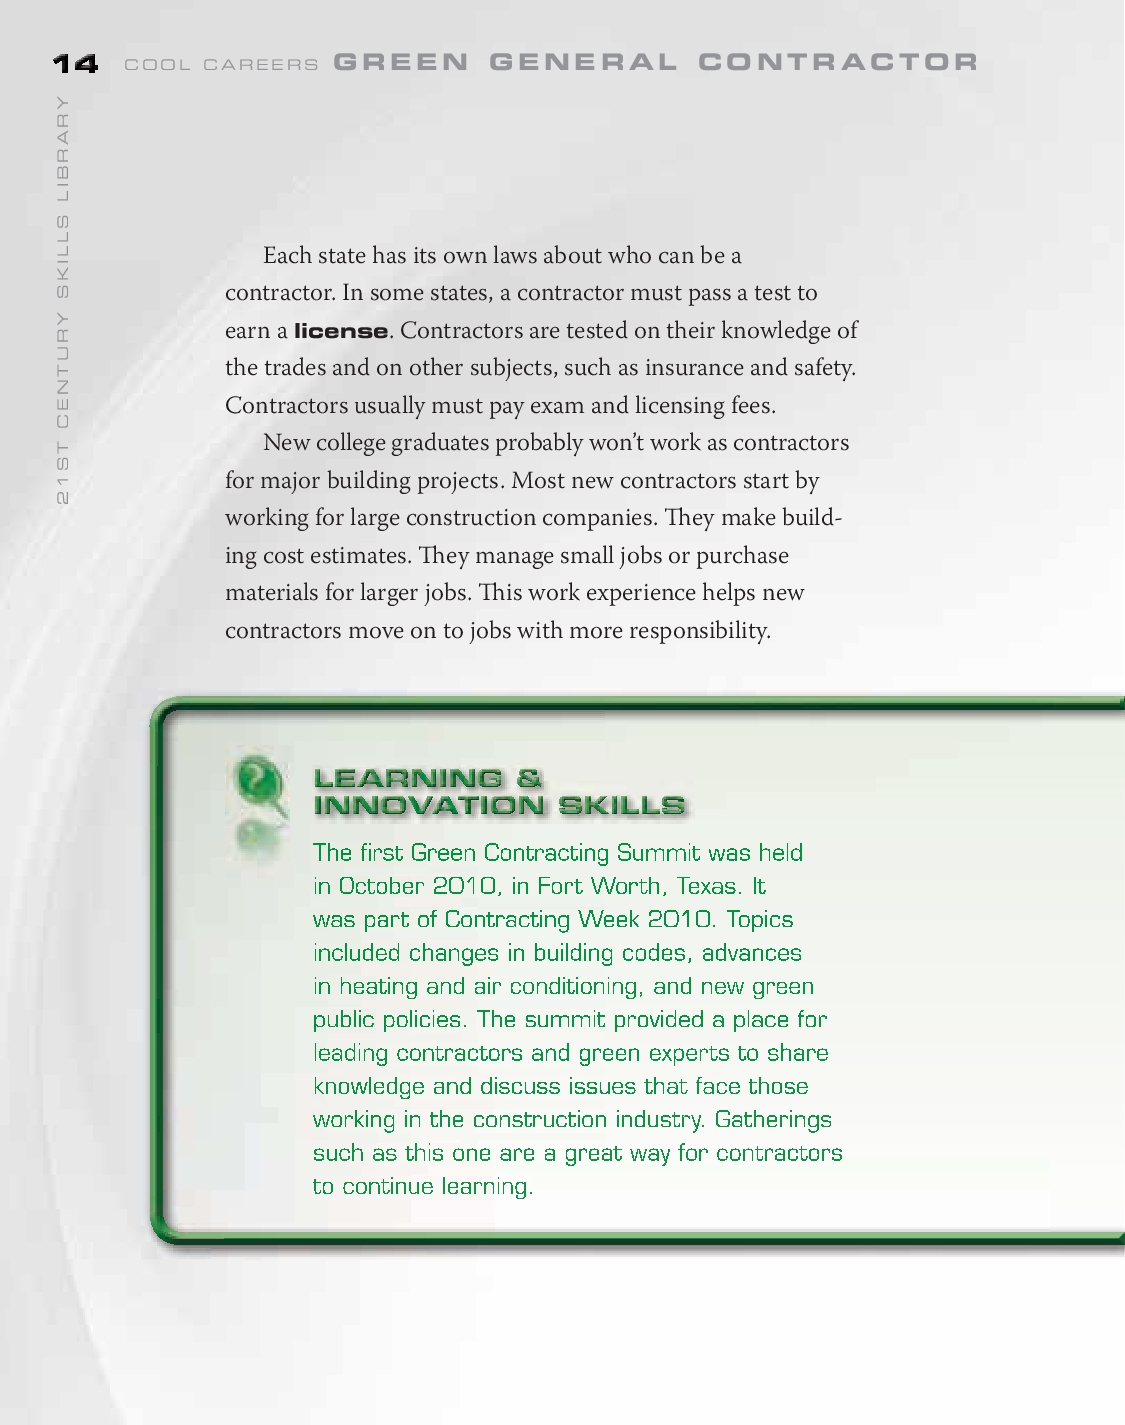 14 COOL CAREERS GREEN GENERAL CONTRACTOR
21ST CENTURY SKILLS LIBRARY
Each state has its own laws about who can be a
contractor. In some states, a contractor must pass a test to
earn a license. Contractors are tested on their knowledge of
the trades and on other subjects, such as insurance and safety.
Contractors usually must pay exam and licensing fees.
New college graduates probably won’t work as contractors
for major building projects. Most new contractors start by
working for large construction companies. They make build-
ing cost estimates. They manage small jobs or purchase
materials for larger jobs. This work experience helps new
contractors move on to jobs with more responsibility.
LEARNING &
INNOVATION SKILLS
The first Green Contracting Summit was held
in October 2010, in Fort Worth, Texas. It
was part of Contracting Week 2010. Topics
included changes in building codes, advances
in heating and air conditioning, and new green
public policies. The summit provided a place for
leading contractors and green experts to share
knowledge and discuss issues that face those
working in the construction industry. Gatherings
such as this one are a great way for contractors
to continue learning.